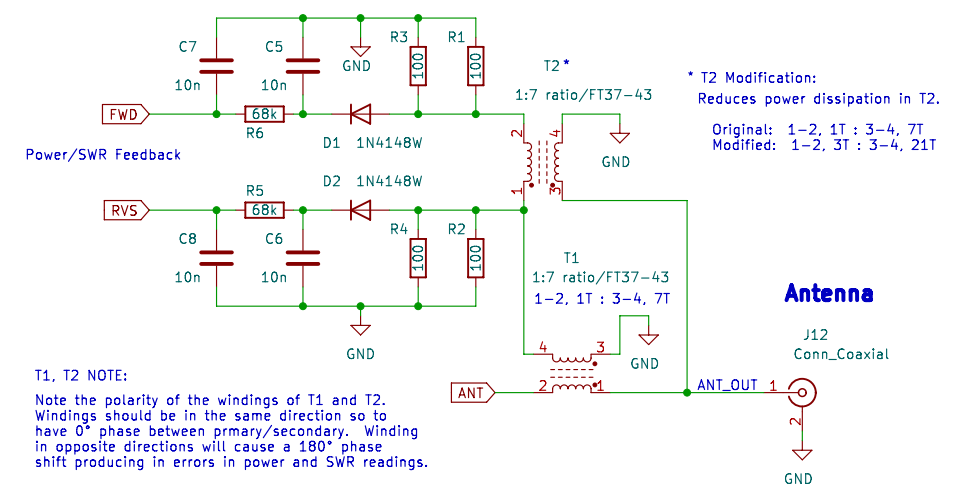 C7
C5
R3
R1
100
100
GND
10n
10n
FWD
68k
R6
D1 1N4148W
T2*
1:7 ratio/FT37-43
2
4
1
3
GND
* T2 Modification:
Reduces power dissipation in T2.
Original: 1-2, 1T : 3-4, 7T
Modified: 1-2, 3T : 3-4, 21T
Power/SWR Feedback
D2 1N4148W
R5
RVS
68k
C8
C6
R4
R2
100
100
10n
10n
GND
T1
1:7 ratio/FT37-43
1-2, 1T : 3-4, 7T
4
3
GND
ANT
2
1
ANT_OUT
Antenna
J12
Conn_Coaxial
1
2
GND
T1, T2 NOTE:
Note the polarity of the windings of T1 and T2.
Windings should be in the same direction so to
have 0° phase between prmary/secondary. Winding
in opposite directions will cause a 180° phase
shift producing in errors in power and SWR readings.